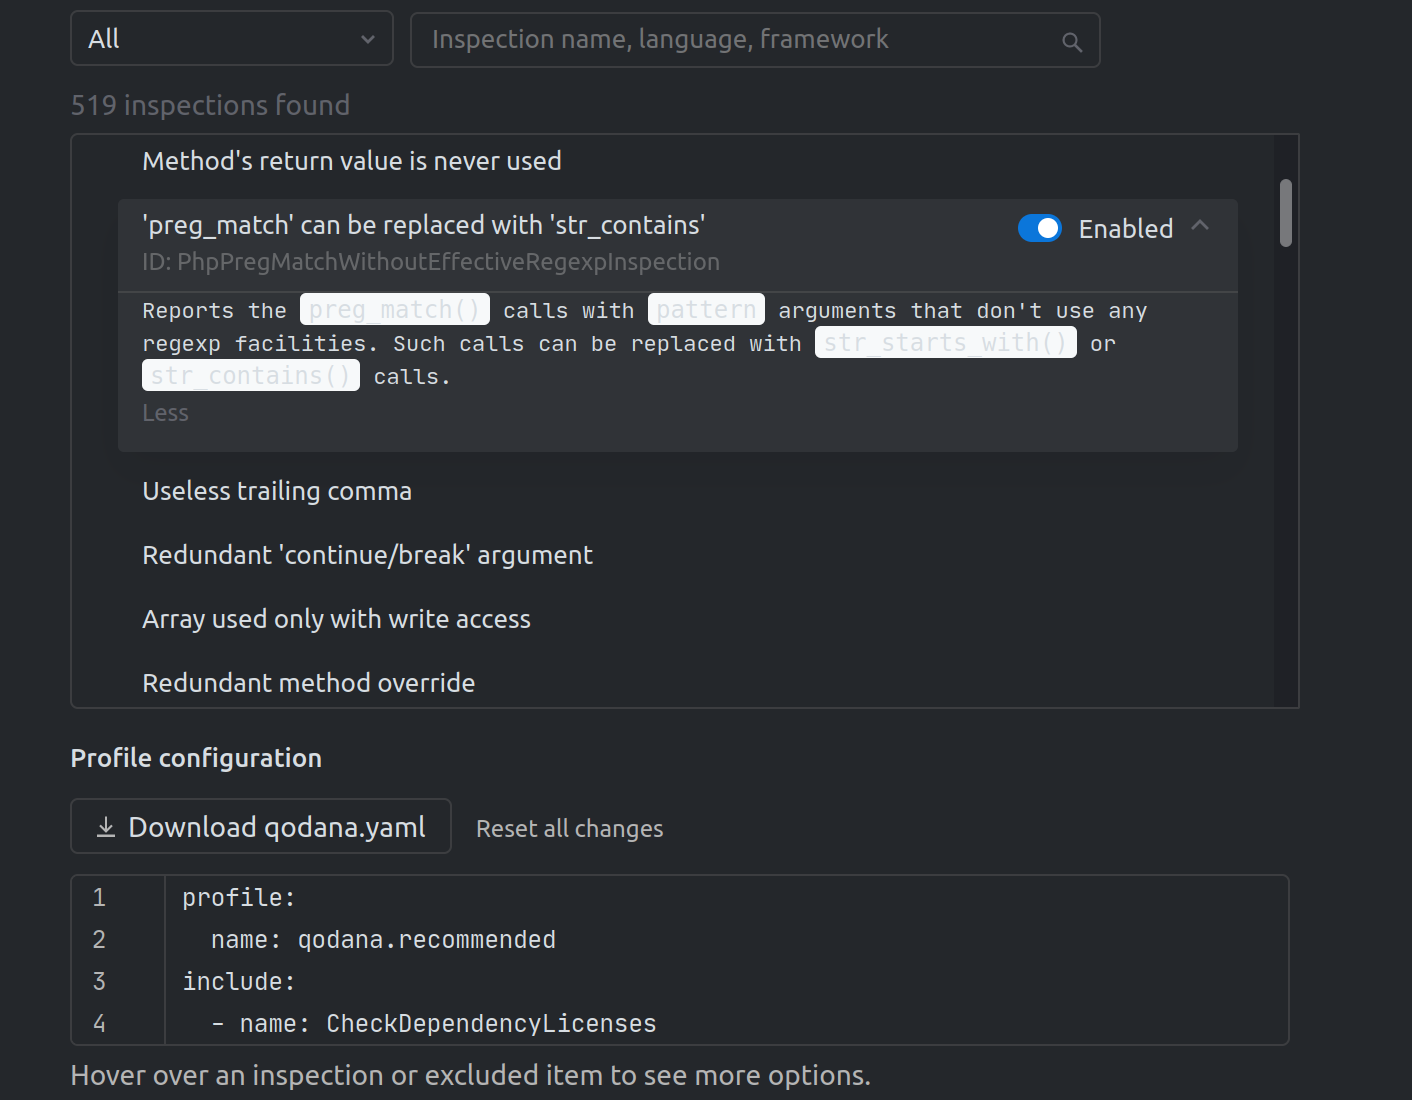 All
Inspection name, language, framework
519 inspections found
Method's return value is never used
'preg_match' can be replaced with 'str_contains'
Enabled
ID: PhpPregMatchWithoutEffectiveRegexpInspection
Reports the preg_match() calls with pattern arguments that don't use any
regexp facilities. Such calls can be replaced with str_starts_with() or
str_contains() calls.
Less
Useless trailing comma
Redundant 'continue/break' argument
Array used only with write access
Redundant method override
Profile configuration
Download qodana.yaml
Reset all changes
1 profile:
2 name: qodana.recommended
3 include:
4 - name: CheckDependencyLicenses
Hover over an inspection or excluded item to see more options.